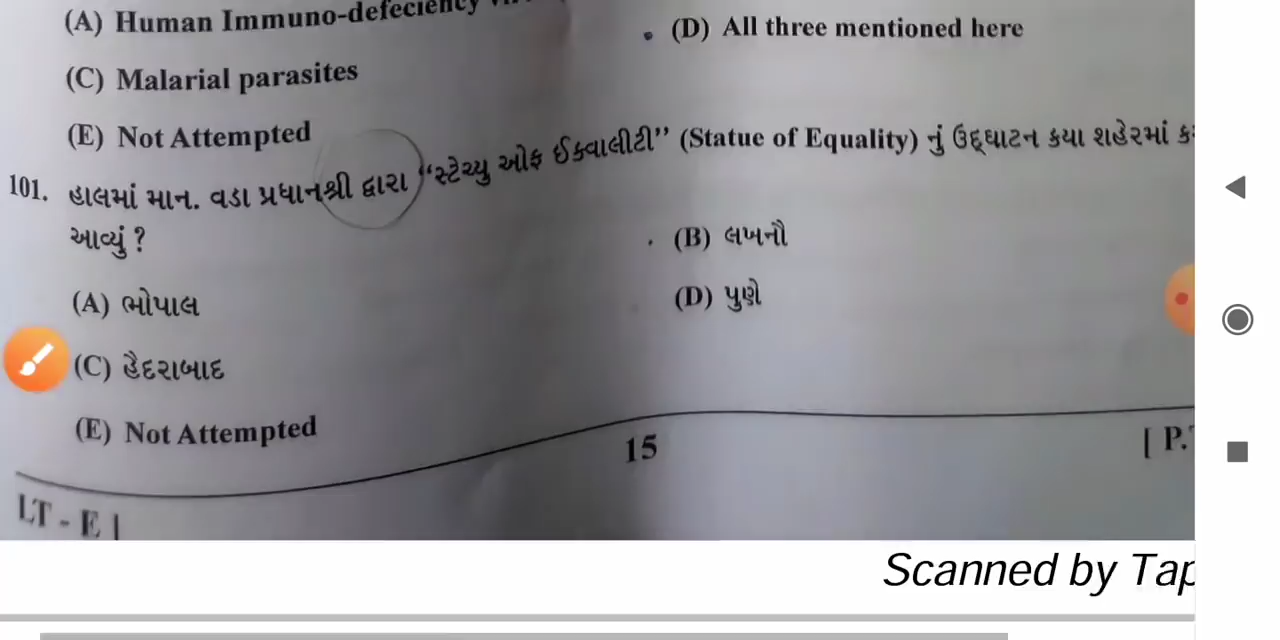 (A) Human Immuno-defeciency
(D) All three mentioned here
(C) Malarial parasites
(E) Not Attempted
101. હાલમાં માન. વડા પ્રધાનશ્રી દ્વારા “સ્ટેચ્યુ ઓફ ઈક્વાલીટી” (Statue of Equality) નું ઉદ્ઘાટન કયા શહેરમાં
આવ્યું ?
(B) લખનૌ
(A) ભોપાલ
(D) પુણે
(C) હૈદરાબાદ
(E) Not Attempted
15
[ P.
LT - E ]
Scanned by Tap